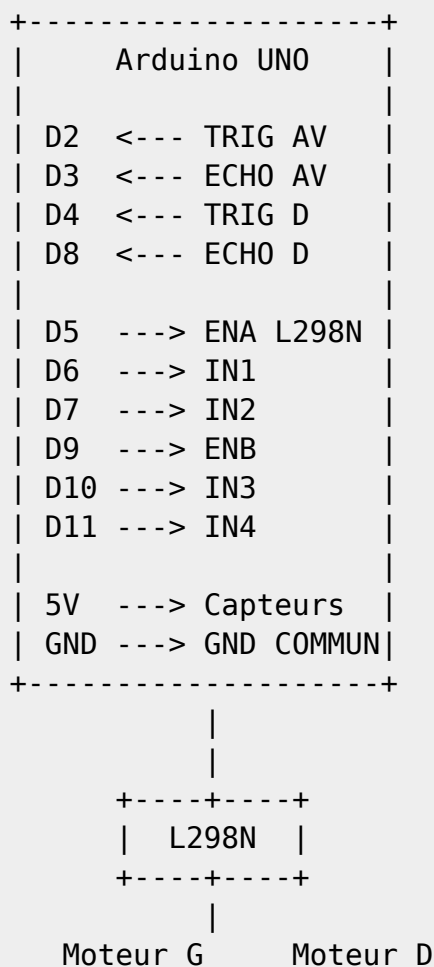 Arduino UNO
D2 <--- TRIG AV
D3 <--- ECHO AV
D4 <--- TRIG D
D8 <--- ECHO D
D5 ---> ENA L298N
D6 ---> IN1
D7 ---> IN2
D9 ---> ENB
D10 ---> IN3
D11 ---> IN4
5V ---> Capteurs
GND ---> GND COMMUN
L298N
Moteur G Moteur D